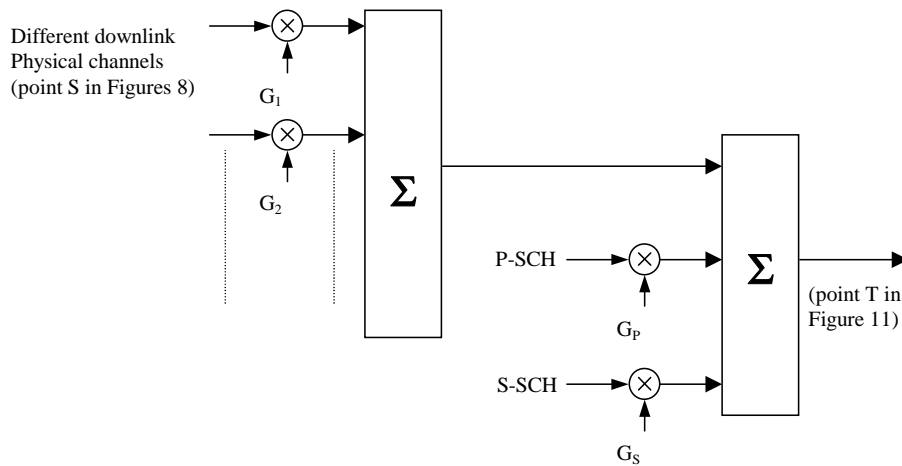 Different downlink
Physical channels
(point S in Figures 8)
G1
G2
Σ
P-SCH
GP
Σ
(point T in
Figure 11)
S-SCH
GS